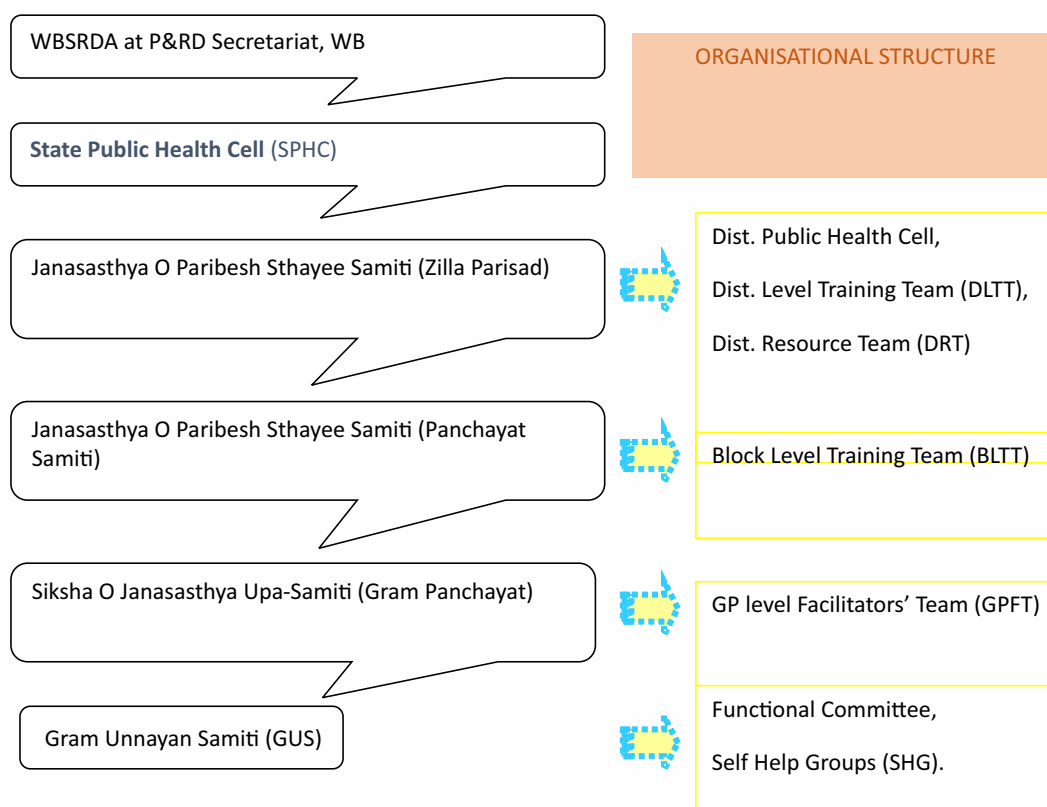 WBSRDA at P&RD Secretariat, WB
ORGANISATIONAL STRUCTURE
State Public Health Cell (SPHC)
Janasasthya O Paribesh Sthayee Samiti (Zilla Parisad)
Dist. Public Health Cell,
Dist. Level Training Team (DLTT),
Dist. Resource Team (DRT)
Janasasthya O Paribesh Sthayee Samiti (Panchayat
Samiti)
Block Level Training Team (BLTT)
Siksha O Janasasthya Upa-Samiti (Gram Panchayat)
GP level Facilitators’ Team (GPFT)
Gram Unnayan Samiti (GUS)
Functional Committee,
Self Help Groups (SHG).